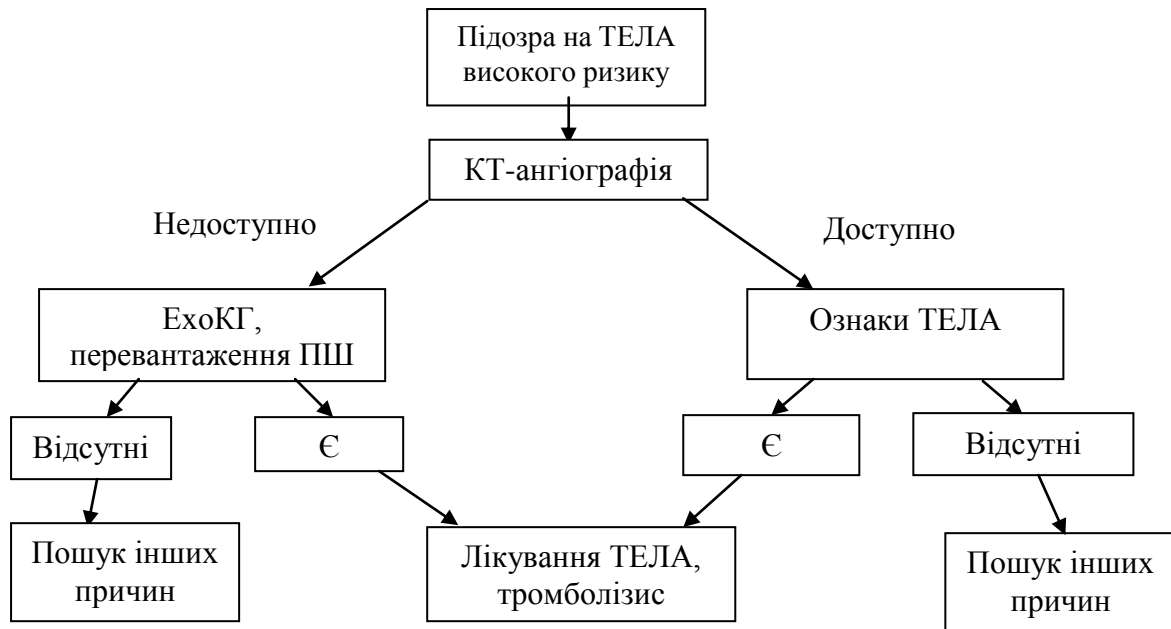 Підозра на ТЕЛА
високого ризику
КТ-ангіографія
Недоступно
Доступно
ЕхоКГ,
перевантаження ПШ
Ознаки ТЕЛА
Відсутні
Є
Є
Відсутні
Пошук інших
причин
Лікування ТЕЛА,
тромболізис
Пошук інших
причин